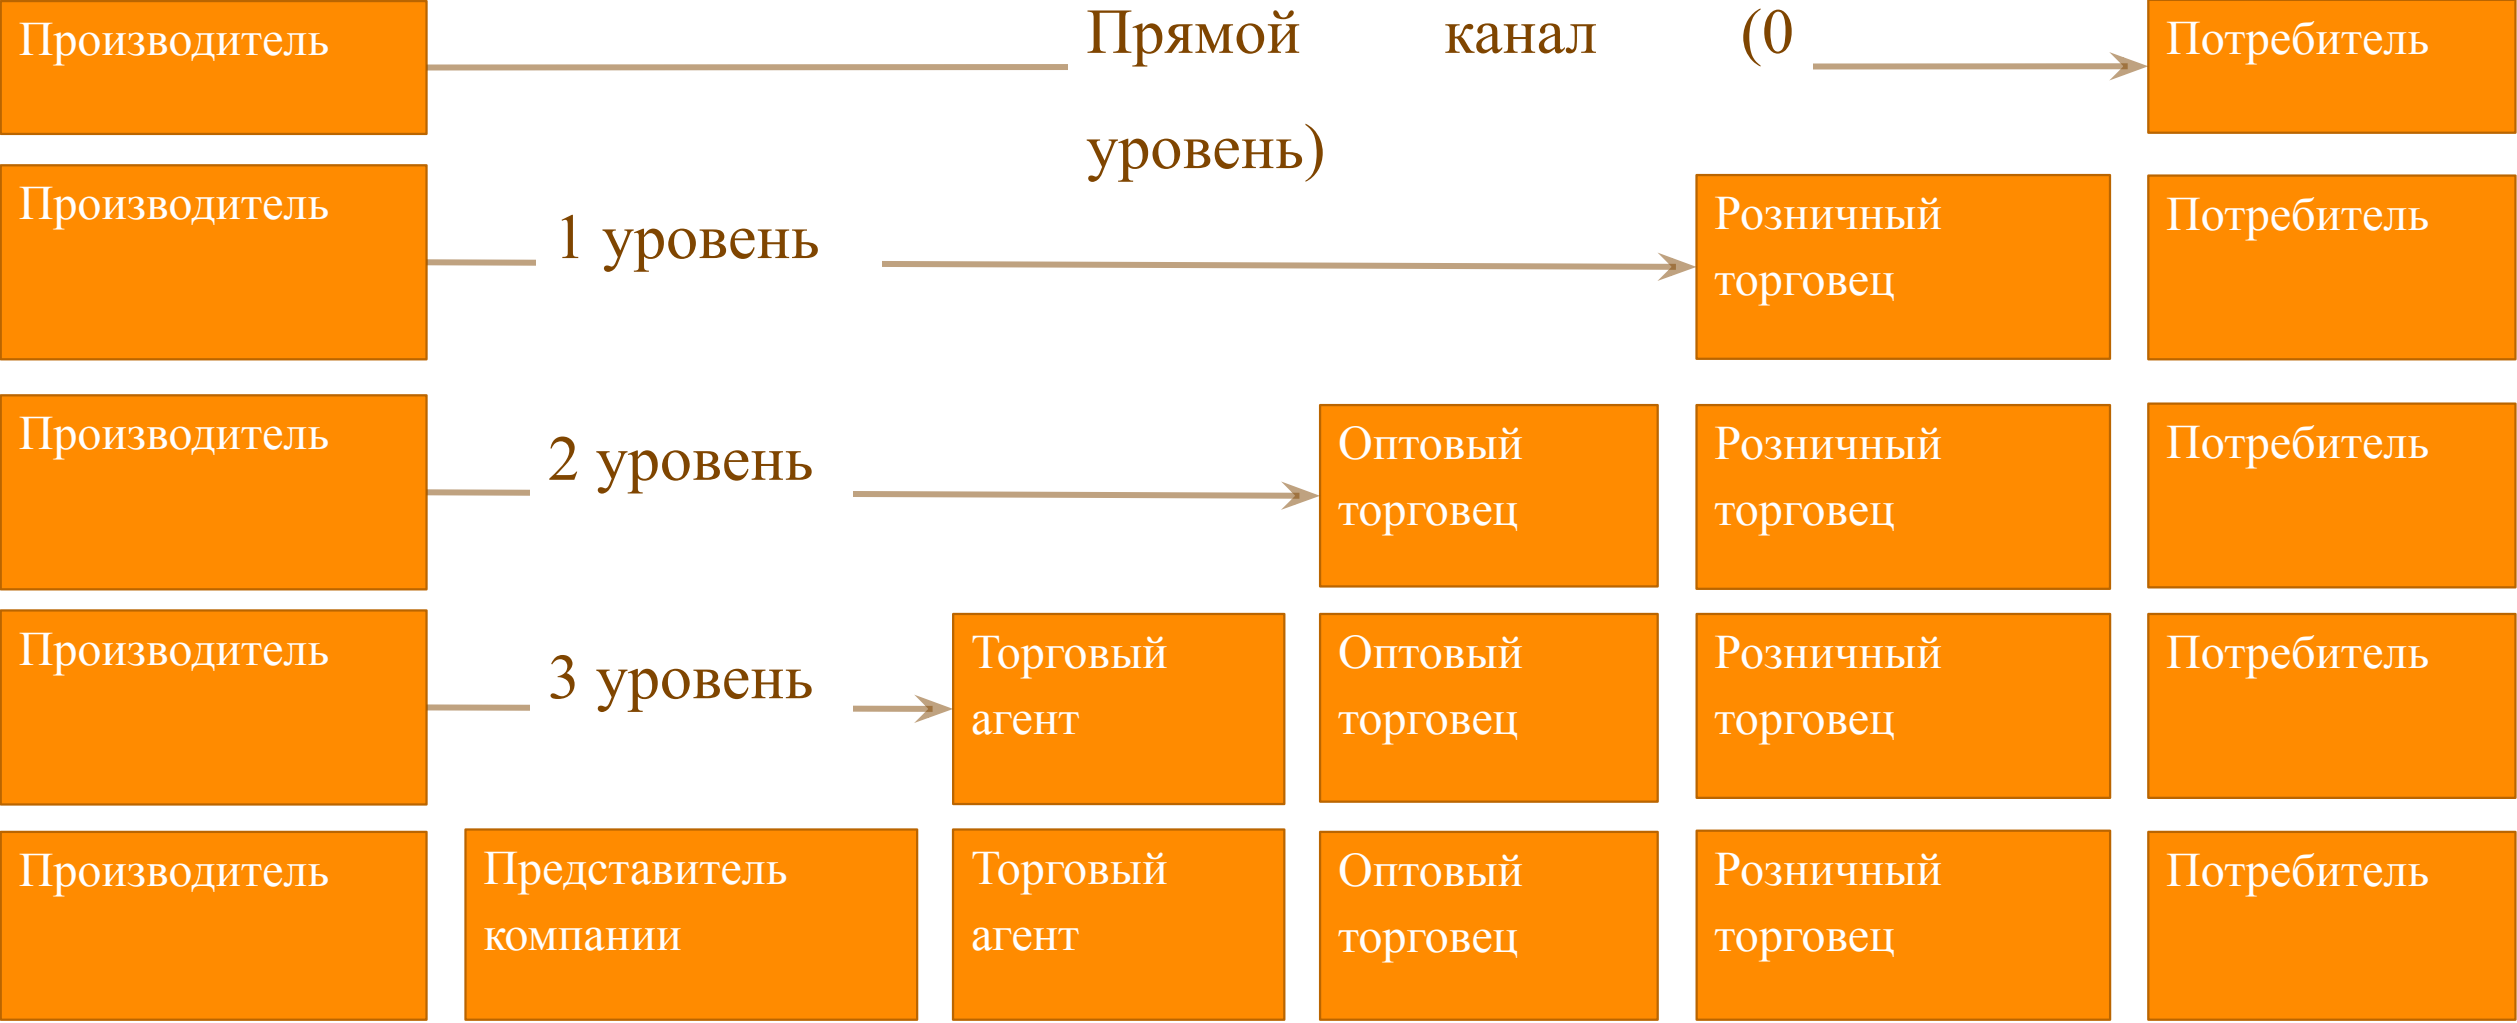 Производитель
Прямой канал (0
уровень)
Потребитель
Производитель
1 уровень
Розничный
торговец
Потребитель
Производитель
2 уровень
Оптовый
торговец
Розничный
торговец
Потребитель
Производитель
3 уровень
Торговый
агент
Оптовый
торговец
Розничный
торговец
Потребитель
Производитель
Представитель
компании
Торговый
агент
Оптовый
торговец
Розничный
торговец
Потребитель